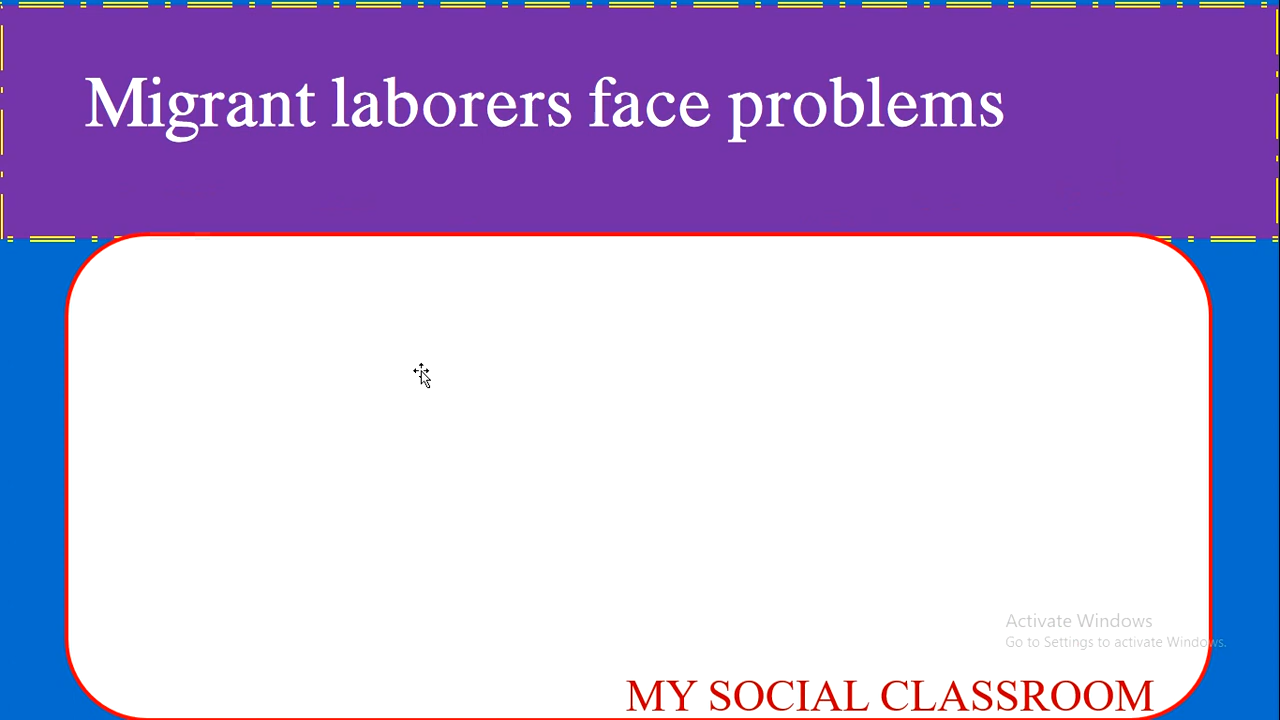 Migrant laborers face problems
Activate Windows
Go to Settings to activate Windows.
MY SOCIAL CLASSROOM